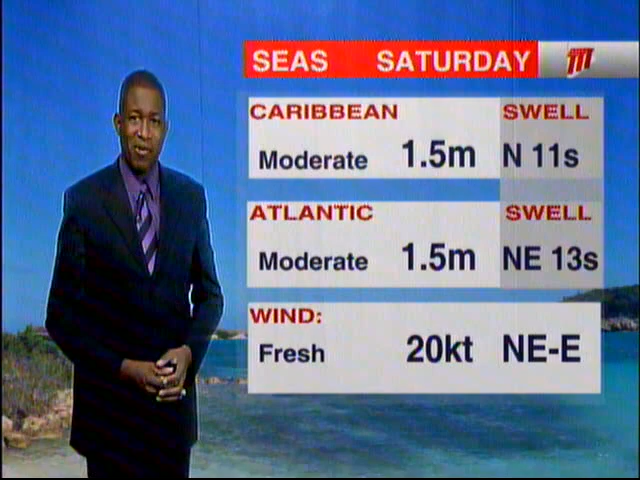 SEAS SATURDAY
CARIBBEAN SWELL
Moderate 1.5m N 11s
ATLANTIC SWELL
Moderate 1.5m NE 13s
WIND:
Fresh 20kt NE-E